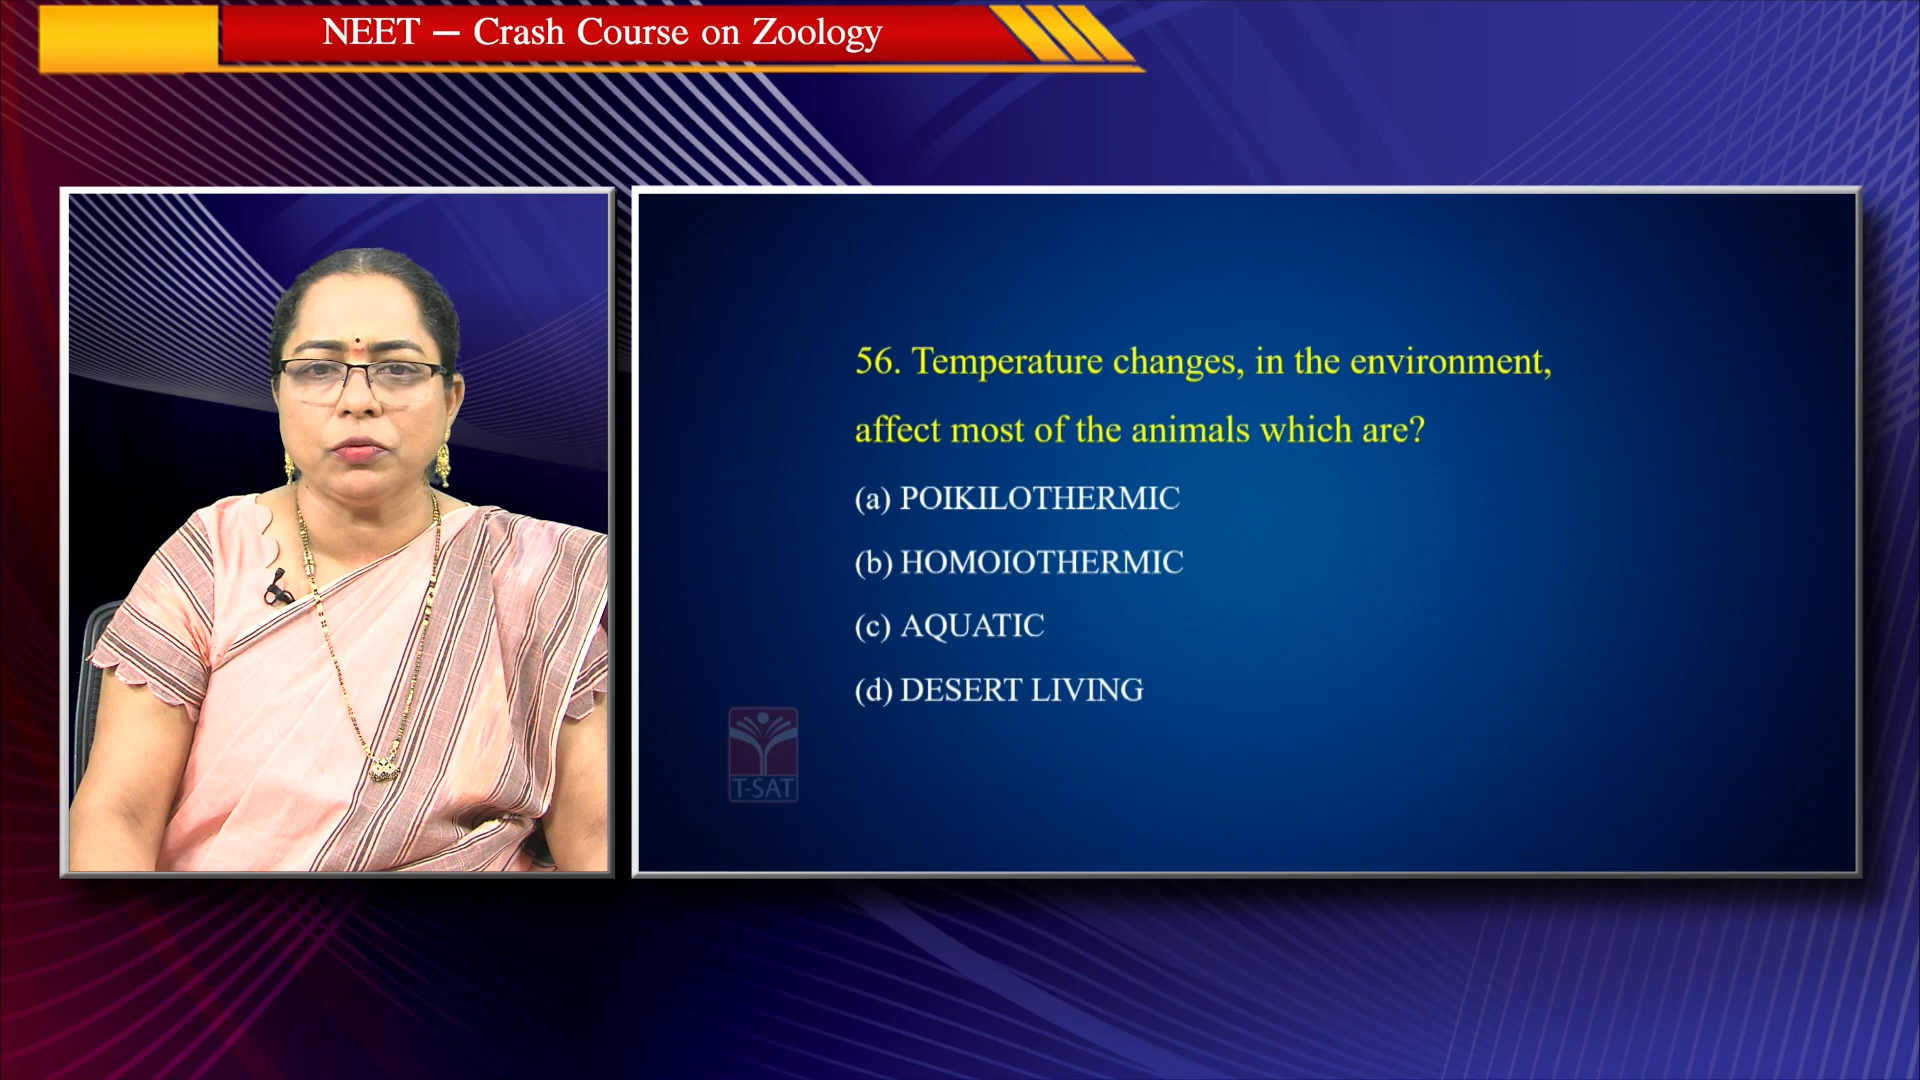 NEET – Crash Course on Zoology
56. Temperature changes, in the environment,
affect most of the animals which are?
(a) POIKILOTHERMIC
(b) HOMOIOTHERMIC
(c) AQUATIC
(d) DESERT LIVING
T-SAT